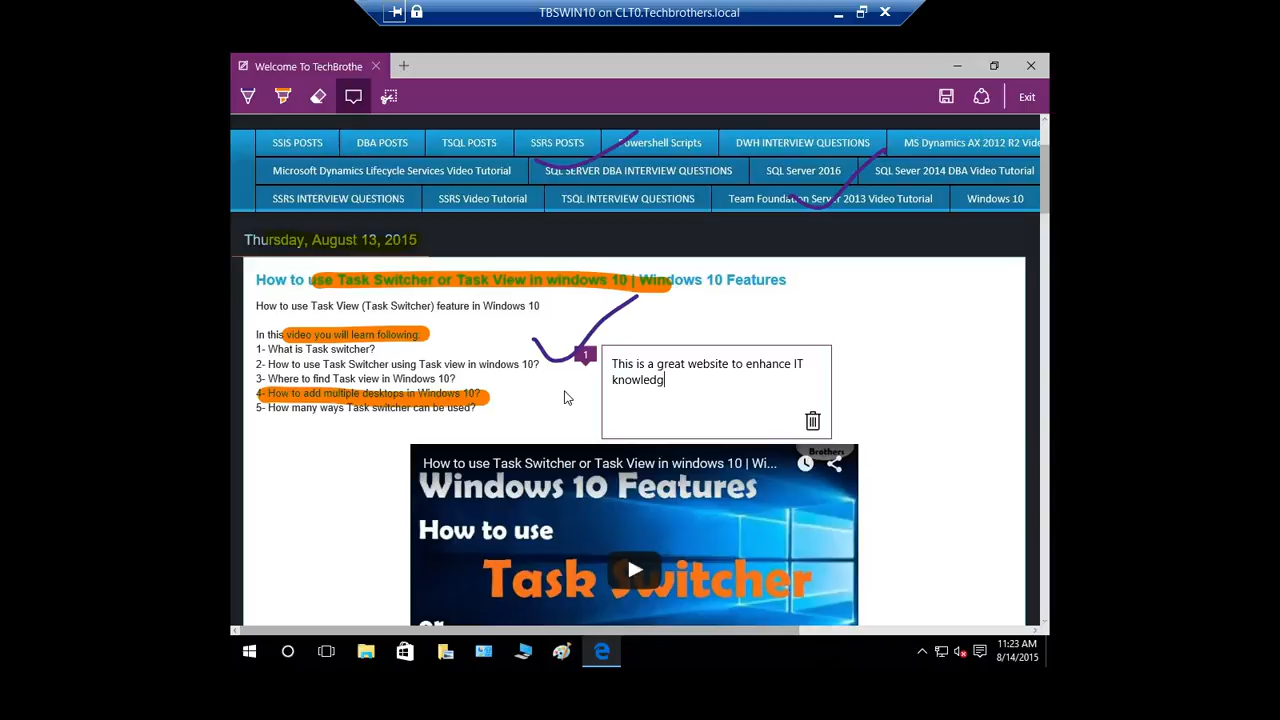 TBSWIN10 on CLT0.Techbrothers.local
Welcome To TechBrothe
Exit
SSIS POSTS DBA POSTS TSQL POSTS SSRS POSTS Powershell Scripts DWH INTERVIEW QUESTIONS MS Dynamics AX 2012 R2 Vide
Microsoft Dynamics Lifecycle Services Video Tutorial SQL SERVER DBA INTERVIEW QUESTIONS SQL Server 2016 SQL Sever 2014 DBA Video Tutorial
SSRS INTERVIEW QUESTIONS SSRS Video Tutorial TSQL INTERVIEW QUESTIONS Team Foundation Server 2013 Video Tutorial Windows 10
Thursday, August 13, 2015
How to use Task Switcher or Task View in windows 10 | Windows 10 Features
How to use Task View (Task Switcher) feature in Windows 10
In this video you will learn following:
1- What is Task switcher?
2- How to use Task Switcher using Task view in windows 10?
3- Where to find Task view in Windows 10?
4- How to add multiple desktops in Windows 10?
5- How many ways Task switcher can be used?
1
This is a great website to enhance IT
knowledg
Brothers
How to use Task Switcher or Task View in windows 10 | Wi...
Windows 10 Features
How to use
Task Switcher
or
11:23 AM
8/14/2015